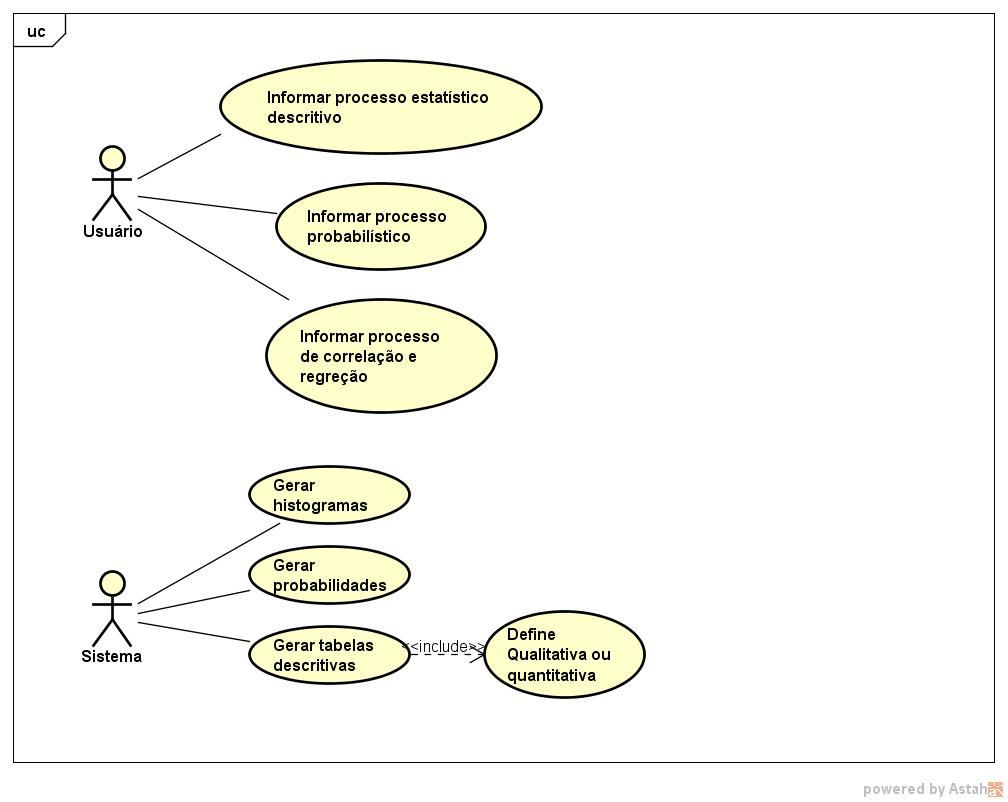 uc
Informar processo estatístico
descritivo
Usuário
Informar processo
probabilístico
Informar processo
de correlação e
regreção
Gerar
histogramas
Gerar
probabilidades
Sistema
Gerar tabelas
descritivas
<<include>>
Define
Qualitativa ou
quantitativa
powered by Astah